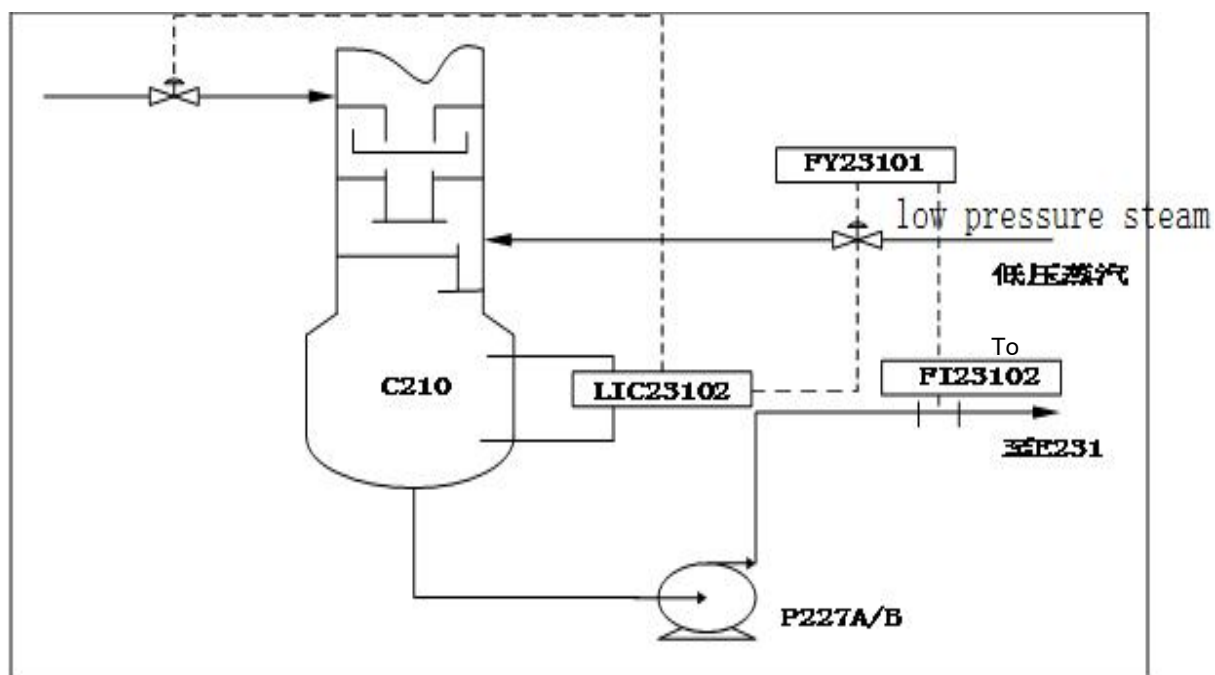 FY23101
low pressure steam
低压蒸汽
To
FI23102
C210
LIC23102
至E231
P227A/B